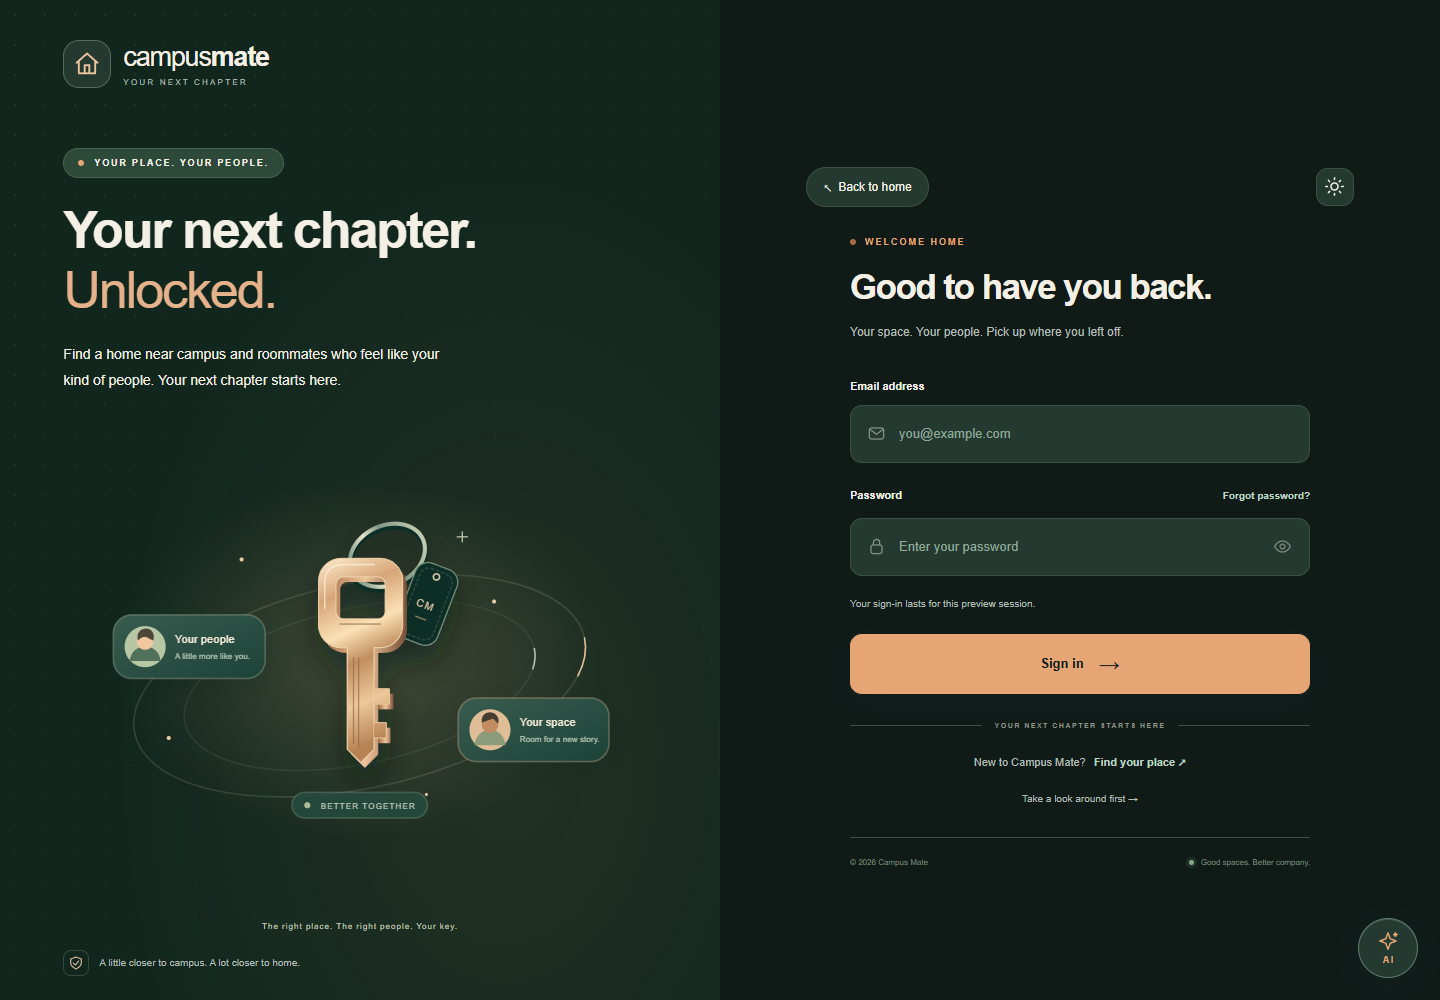 campusmate
YOUR NEXT CHAPTER
YOUR PLACE. YOUR PEOPLE.
Your next chapter.
Unlocked.
Find a home near campus and roommates who feel like your
kind of people. Your next chapter starts here.
CM
Your people
A little more like you.
Your space
Room for a new story.
BETTER TOGETHER
The right place. The right people. Your key.
A little closer to campus. A lot closer to home.
↖ Back to home
WELCOME HOME
Good to have you back.
Your space. Your people. Pick up where you left off.
Email address
you@example.com
Password Forgot password?
Enter your password
Your sign-in lasts for this preview session.
Sign in →
YOUR NEXT CHAPTER STARTS HERE
New to Campus Mate? Find your place ↗
Take a look around first →
© 2026 Campus Mate Good spaces. Better company.
AI